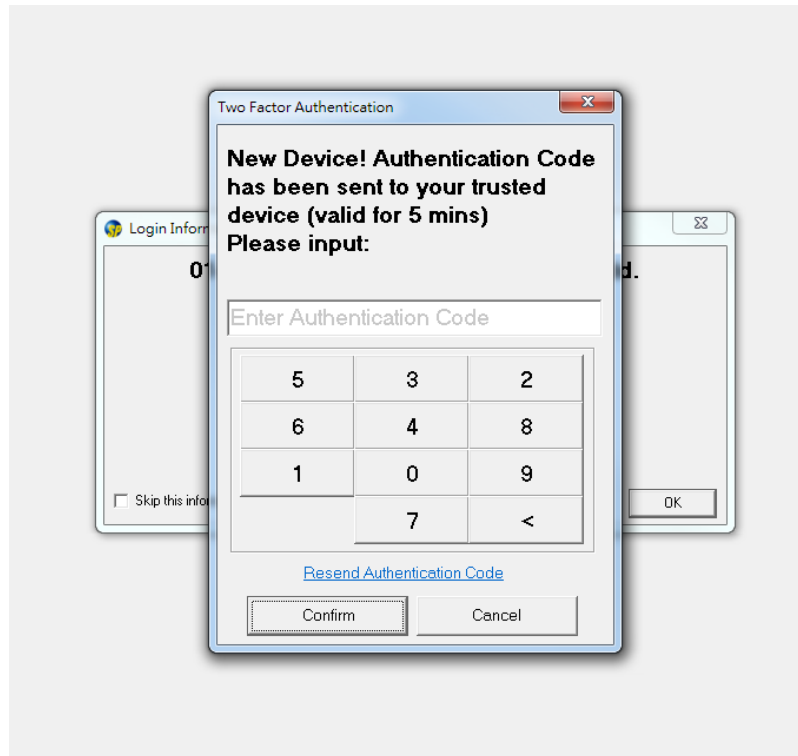 Two Factor Authentication
New Device! Authentication Code
has been sent to your trusted
device (valid for 5 mins)
Please input:
Login Inforr
01
d.
Enter Authentication Code
5 3 2
6 4 8
1 0 9
7 <
Skip this infor
OK
Resend Authentication Code
Confirm Cancel